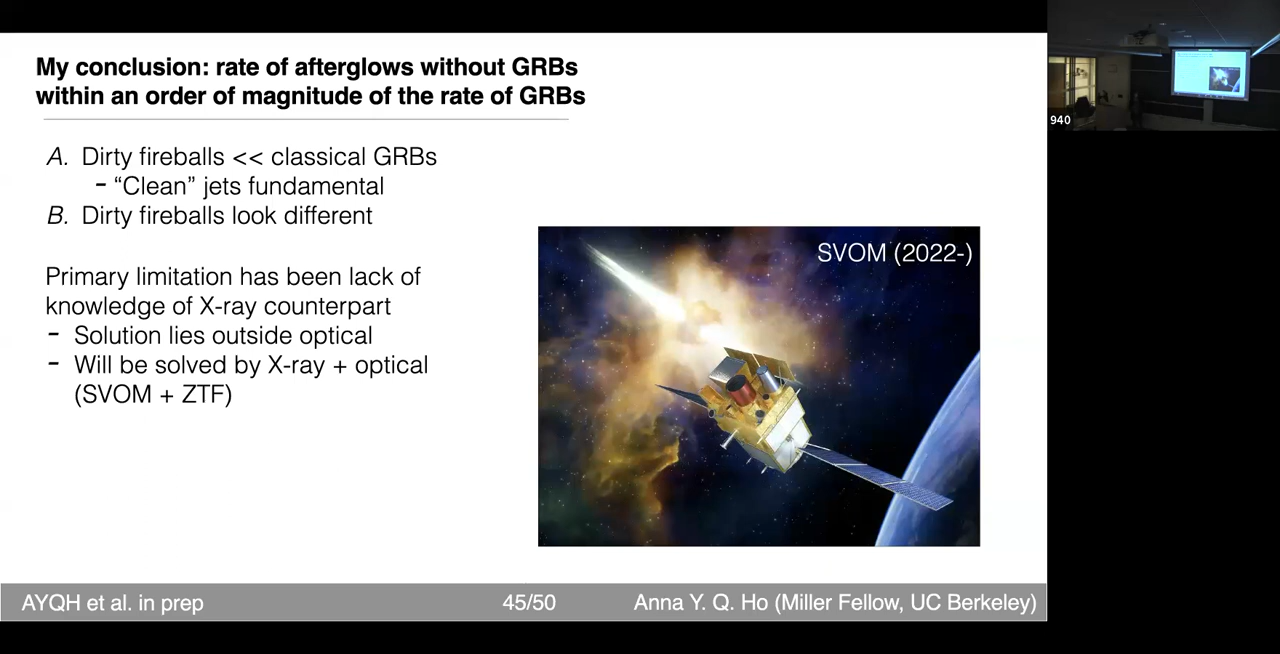 My conclusion: rate of afterglows without GRBs
within an order of magnitude of the rate of GRBs
A. Dirty fireballs << classical GRBs
- “Clean” jets fundamental
B. Dirty fireballs look different
Primary limitation has been lack of
knowledge of X-ray counterpart
- Solution lies outside optical
- Will be solved by X-ray + optical
(SVOM + ZTF)
SVOM (2022-)
AYQH et al. in prep
45/50
Anna Y. Q. Ho (Miller Fellow, UC Berkeley)
940